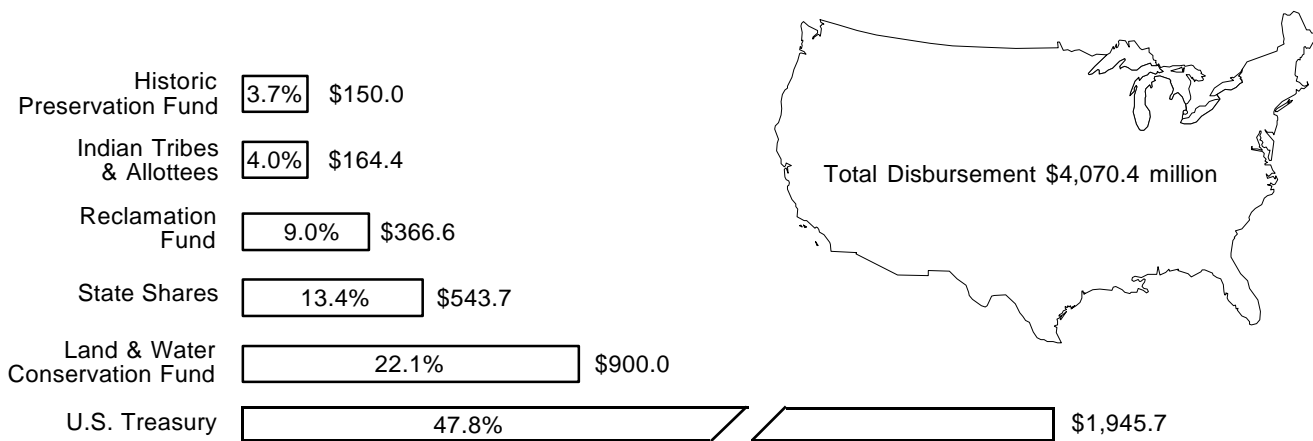 Historic
Preservation Fund
3.7%
$150.0
Indian Tribes
& Allottees
4.0%
$164.4
Reclamation
Fund
9.0%
$366.6
State Shares
13.4%
$543.7
Land & Water
Conservation Fund
22.1%
$900.0
U.S. Treasury
47.8%
$1,945.7
Total Disbursement $4,070.4 million